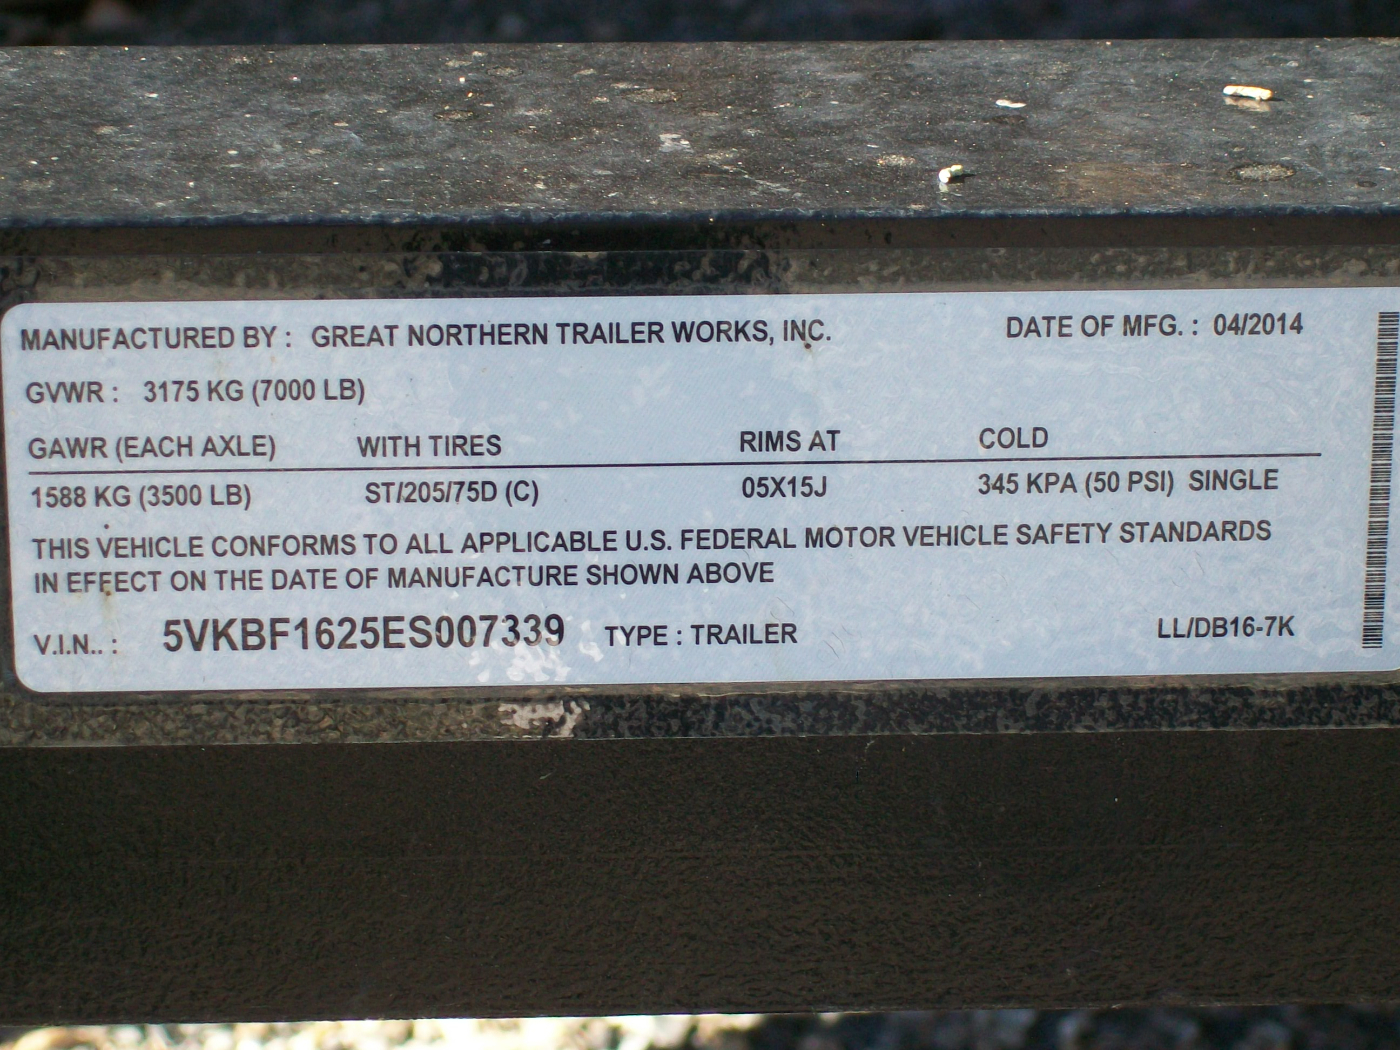 MANUFACTURED BY : GREAT NORTHERN TRAILER WORKS, INC. DATE OF MFG. : 04/2014
GVWR : 3175 KG (7000 LB)
GAWR (EACH AXLE) WITH TIRES RIMS AT COLD
1588 KG (3500 LB) ST/205/75D (C) 05X15J 345 KPA (50 PSI) SINGLE
THIS VEHICLE CONFORMS TO ALL APPLICABLE U.S. FEDERAL MOTOR VEHICLE SAFETY STANDARDS
IN EFFECT ON THE DATE OF MANUFACTURE SHOWN ABOVE
V.I.N.. : 5VKBF1625ES007339 TYPE : TRAILER LL/DB16-7K